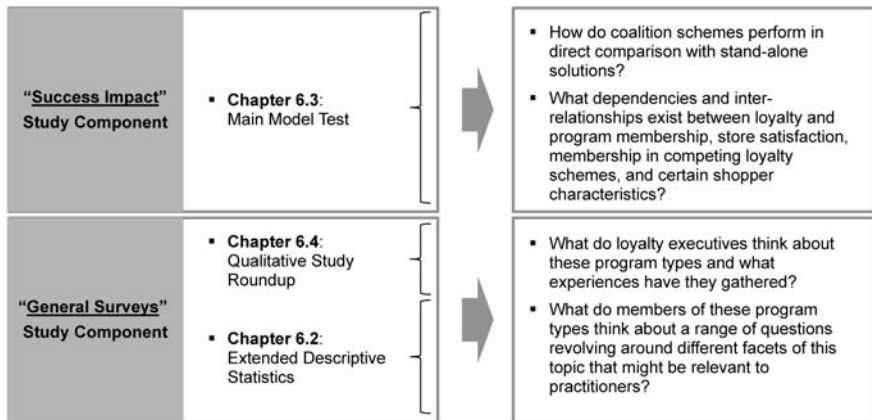 "Success Impact"
Study Component
▪ Chapter 6.3:
Main Model Test
▪ How do coalition schemes perform in
direct comparison with stand-alone
solutions?
▪ What dependencies and inter-
relationships exist between loyalty and
program membership, store satisfaction,
membership in competing loyalty
schemes, and certain shopper
characteristics?
"General Surveys"
Study Component
▪ Chapter 6.4:
Qualitative Study
Roundup
▪ Chapter 6.2:
Extended Descriptive
Statistics
▪ What do loyalty executives think about
these program types and what
experiences have they gathered?
▪ What do members of these program
types think about a range of questions
revolving around different facets of this
topic that might be relevant to
practitioners?